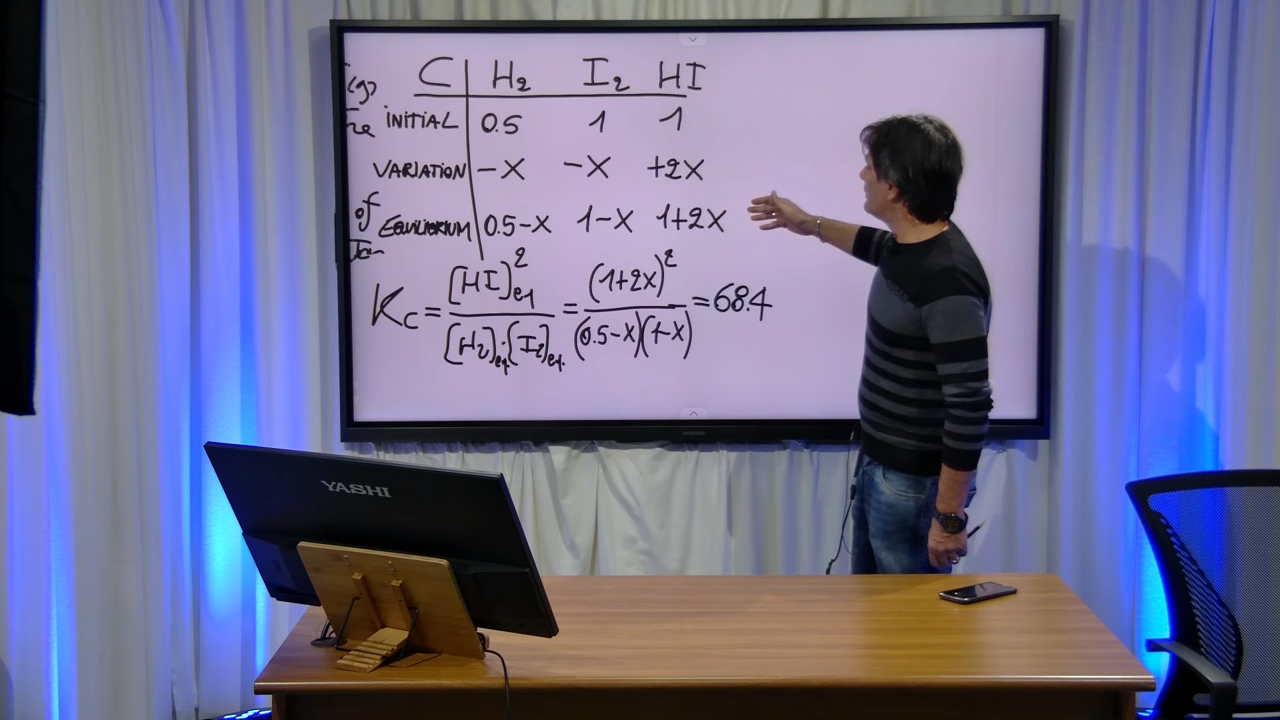 C H₂ I₂ HI
(g)
INITIAL 0.5 1 1
VARIATION -X -X +2X
of
EQUILIBRIUM 0.5-X 1-X 1+2X
Kc = [HI]²eq / [H₂]eq.·[I₂]eq. = (1+2X)² / (0.5-X)(1-X) = 68.4
YASHI